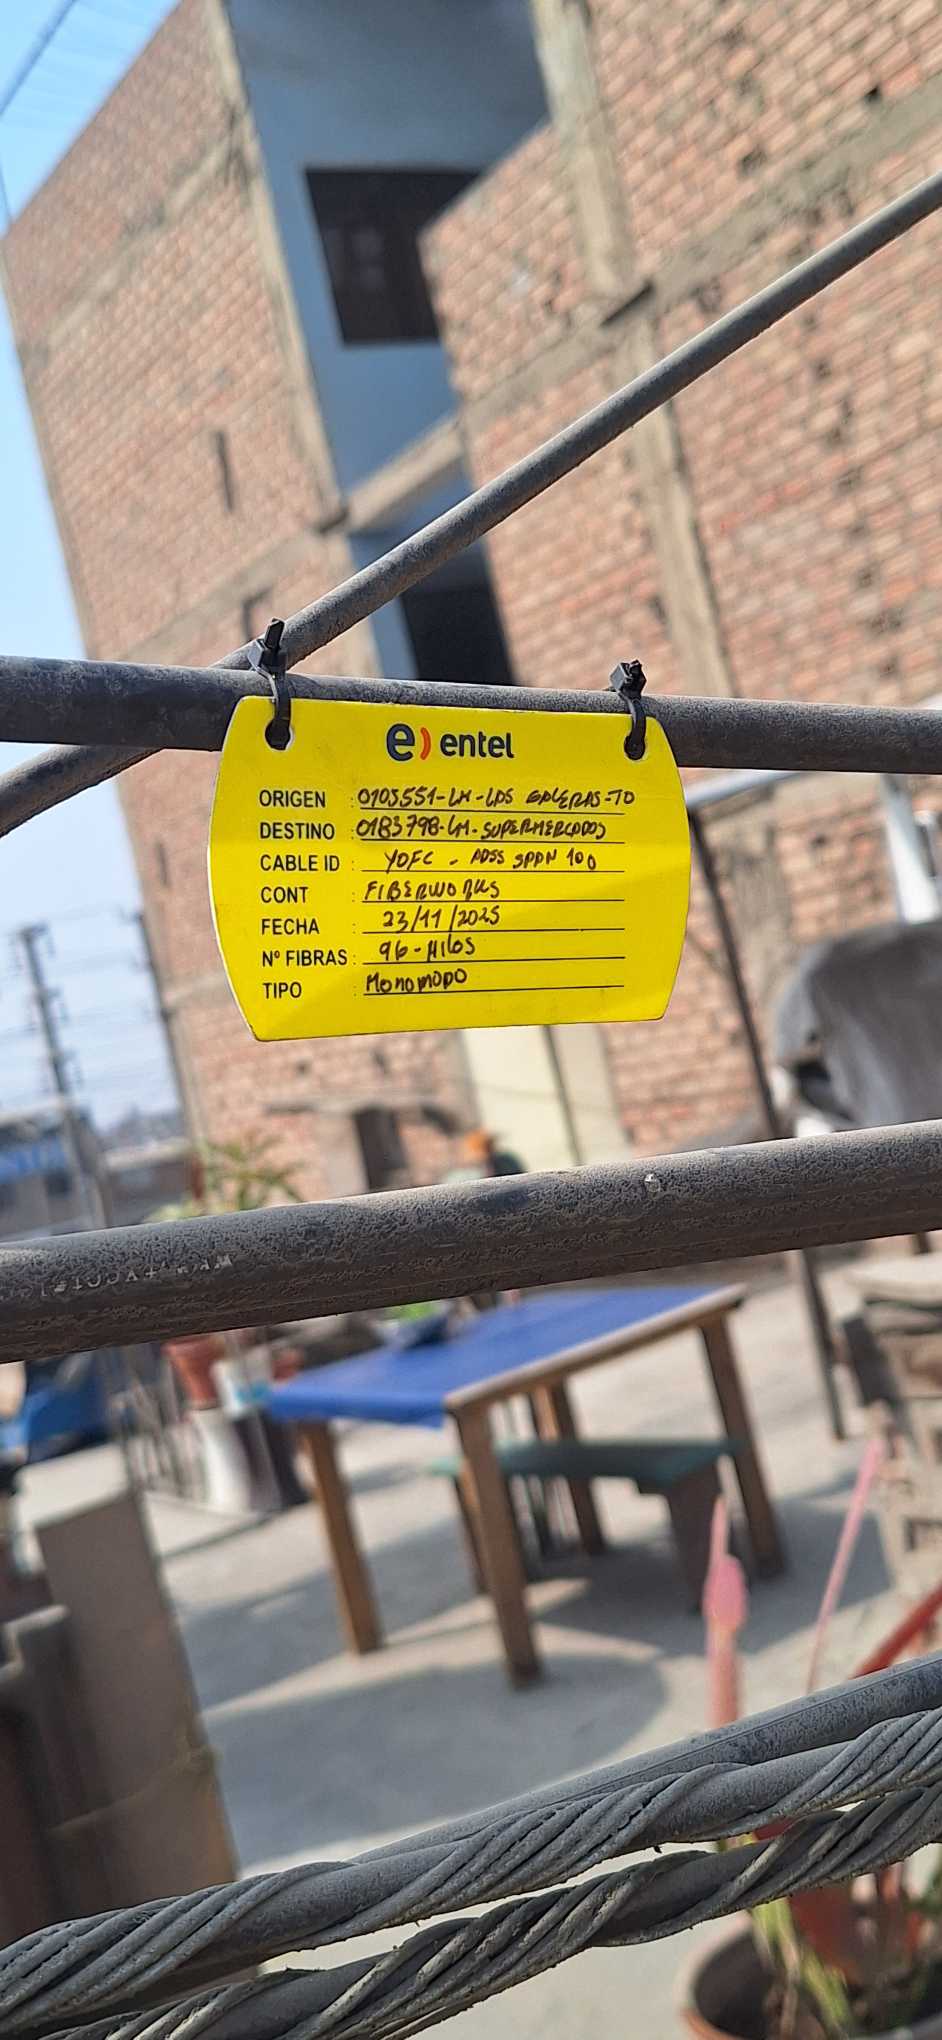 e) entel
ORIGEN : 0105551-LM-LOS GALERAS-TO
DESTINO : 0183798-LM-SUPERMERCADOS
CABLE ID : YOFC - ADSS SPAN 100
CONT : FIBERWORKS
FECHA : 23/11/2025
Nº FIBRAS : 96-Hilos
TIPO : MonomoDO